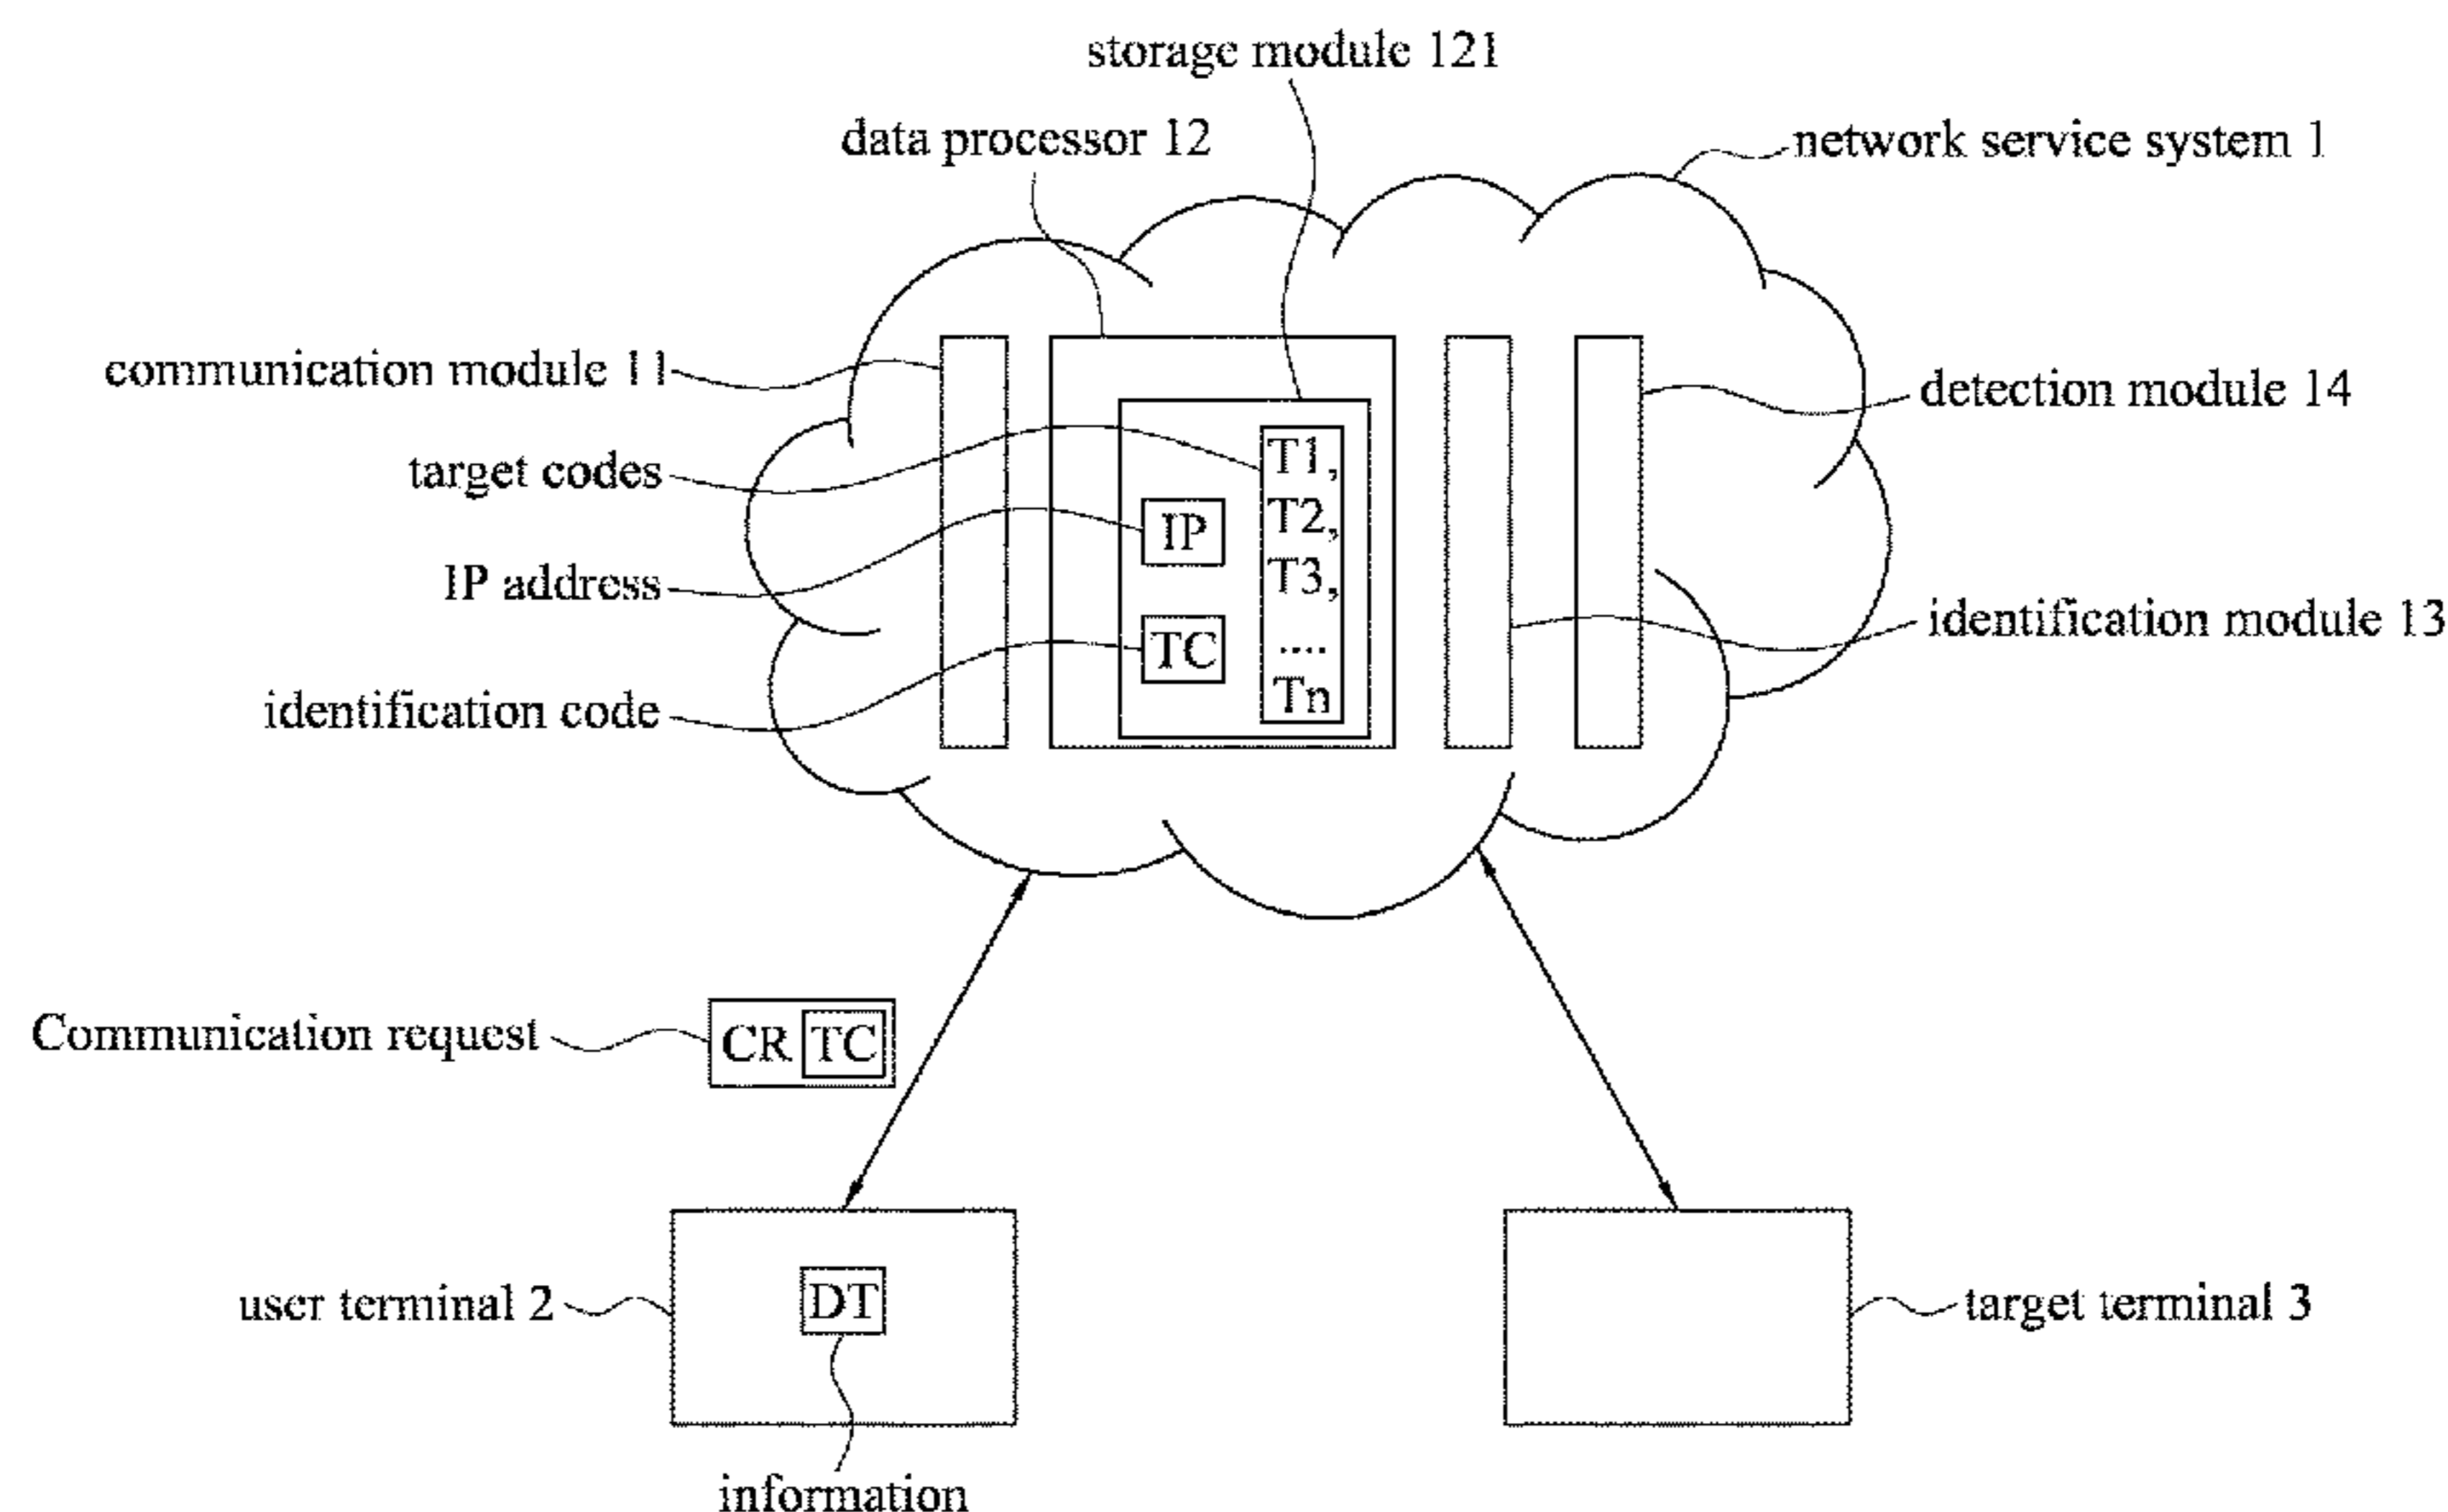 storage module 121
data processor 12
network service system 1
communication module 11
detection module 14
target codes
T1,
T2,
T3,
....
Tn
IP
IP address
TC
identification module 13
identification code
Communication request
CR TC
user terminal 2
DT
target terminal 3
information